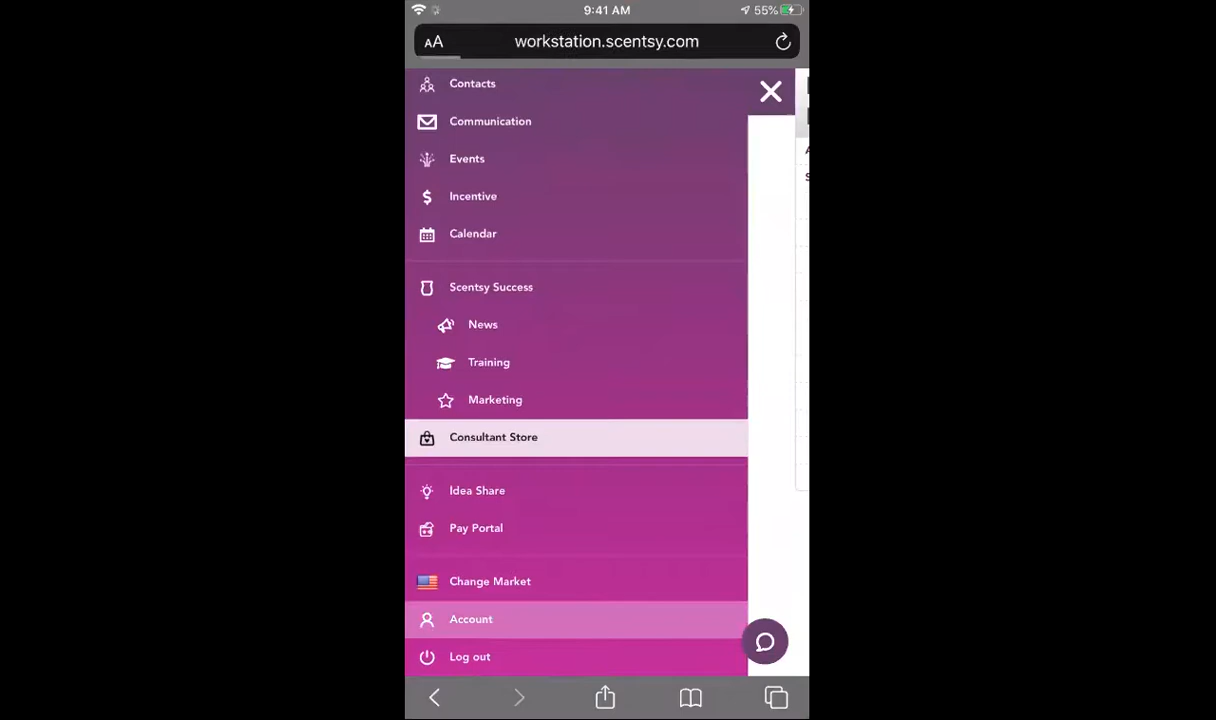 9:41 AM
55%
AA
workstation.scentsy.com
Contacts
Communication
Events
Incentive
Calendar
Scentsy Success
News
Training
Marketing
Consultant Store
Idea Share
Pay Portal
Change Market
Account
Log out